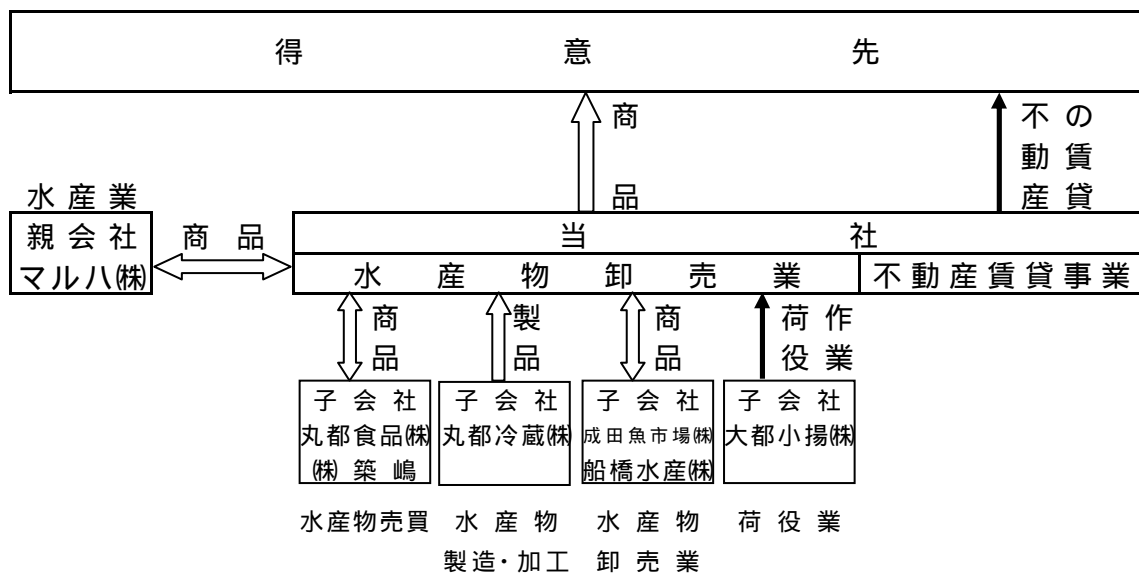 得意先
商品
不動産の賃貸
水産業
親会社
マルハ㈱
商品
当社
水産物卸売業
不動産賃貸事業
商品
製品
商品
荷役作業
子会社
丸都食品㈱
㈱築嶋
子会社
丸都冷蔵㈱
子会社
成田魚市場㈱
船橋水産㈱
子会社
大都小揚㈱
水産物売買
水産物
製造・加工
水産物
卸売業
荷役業